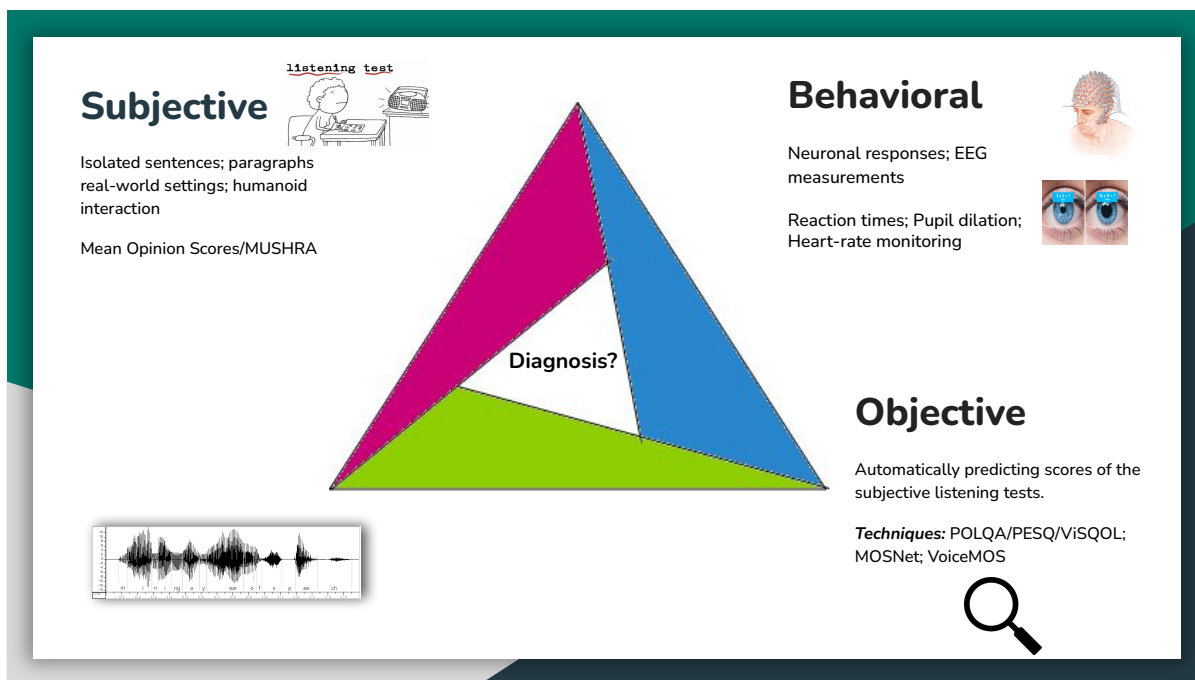 listening test
Subjective
Isolated sentences; paragraphs
real-world settings; humanoid
interaction
Mean Opinion Scores/MUSHRA
Behavioral
Neuronal responses; EEG
measurements
Reaction times; Pupil dilation;
Heart-rate monitoring
Diagnosis?
Objective
Automatically predicting scores of the
subjective listening tests.
Techniques: POLQA/PESQ/ViSQOL;
MOSNet; VoiceMOS